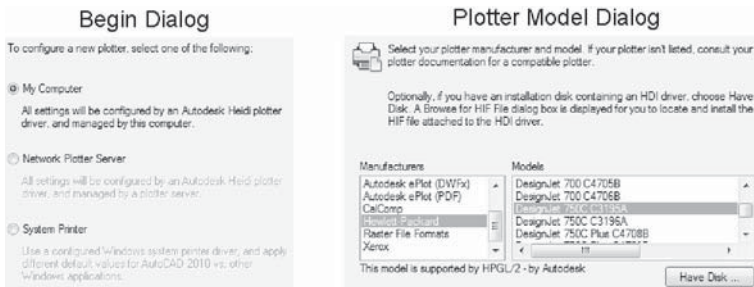 Begin Dialog
To configure a new plotter, select one of the following:
My Computer
All settings will be configured by an Autodesk Heidi plotter
driver, and managed by this computer.
Network Plotter Server
All settings will be configured by an Autodesk Heidi plotter
driver, and managed by a plotter server.
System Printer
Use a configured Windows system printer driver, and apply
different default values for AutoCAD 2010 vs. other
Windows applications.
Plotter Model Dialog
Select your plotter manufacturer and model. If your plotter isn't listed, consult your
plotter documentation for a compatible plotter.
Optionally, if you have an installation disk containing an HDI driver, choose Have
Disk. A Browse for HIF File dialog box is displayed for you to locate and install the
HIF file attached to the HDI driver.
Manufacturers
Autodesk ePlot (DWFx)
Autodesk ePlot (PDF)
CalComp
Hewlett-Packard
Raster File Formats
Xerox
Models
DesignJet 700 C4705B
DesignJet 700 C4706B
DesignJet 750C C3195A
DesignJet 750C C3196A
DesignJet 750C Plus C4708B
This model is supported by HPGL/2 - by Autodesk
Have Disk ...